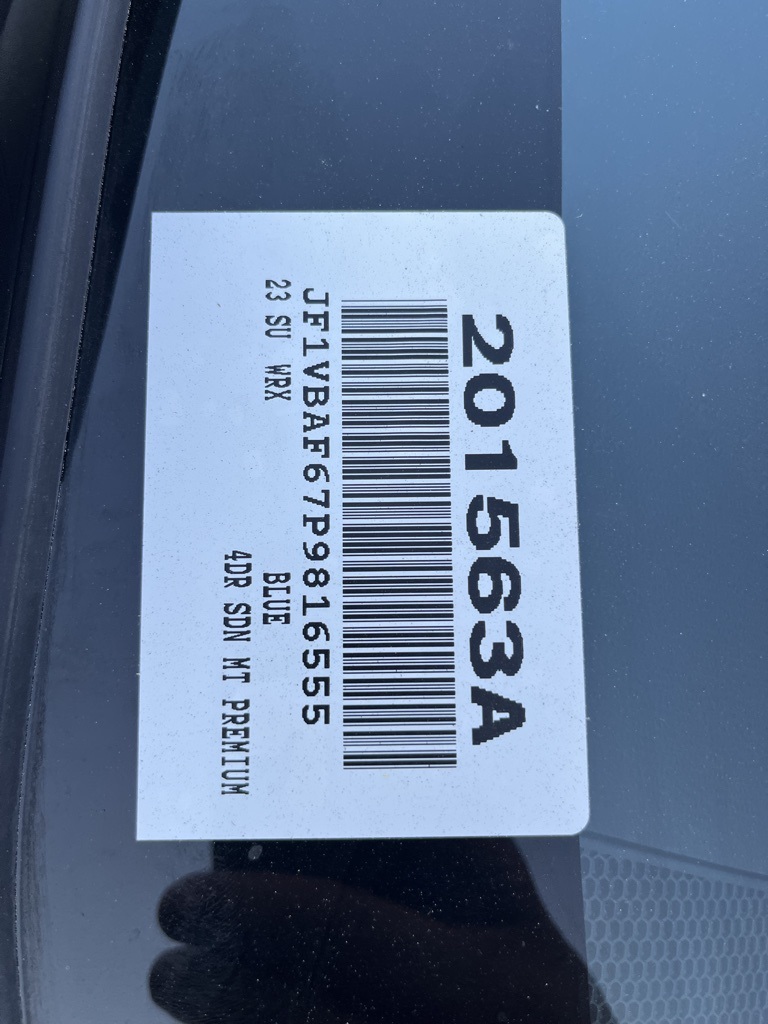 201563A
JF1VBAF67P9816555
23 SU WRX BLUE
4DR SDN MT PREMIUM